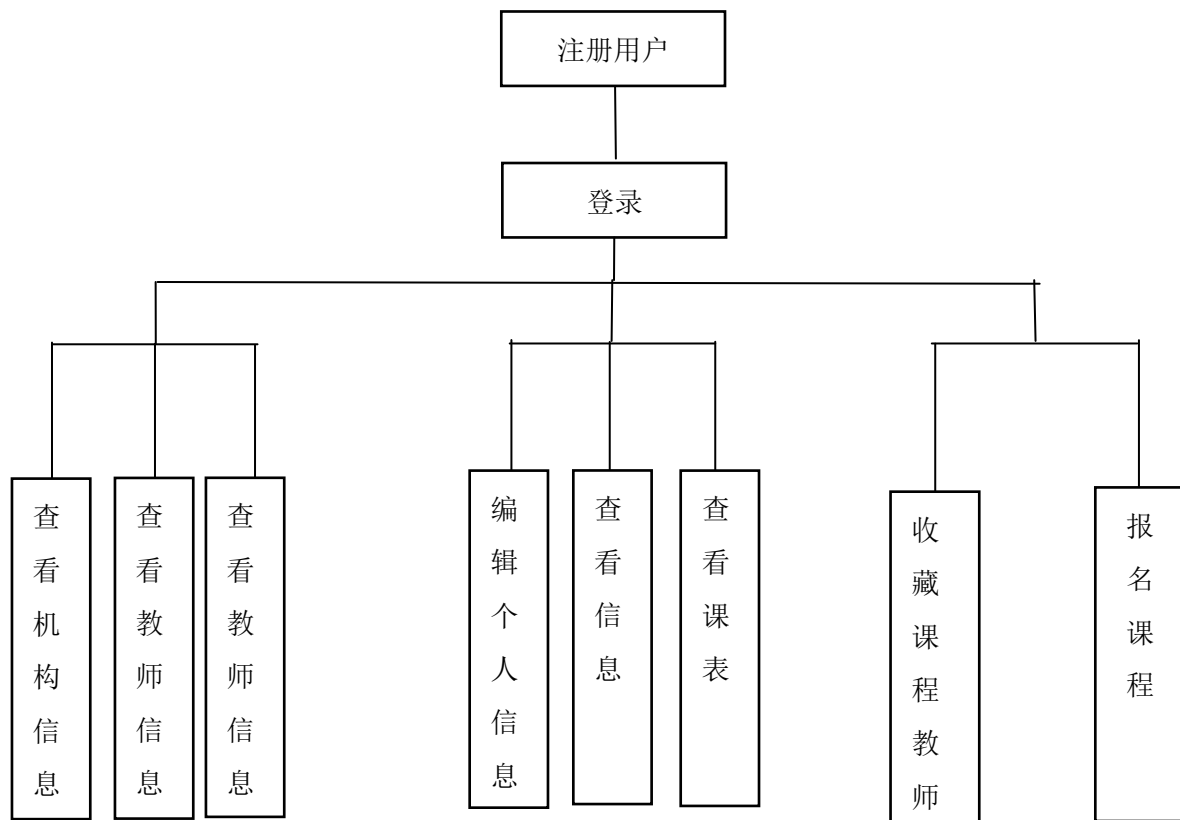 注册用户
登录
查看机构信息
查看教师信息
查看教师信息
编辑个人信息
查看信息
查看课表
收藏课程教师
报名课程